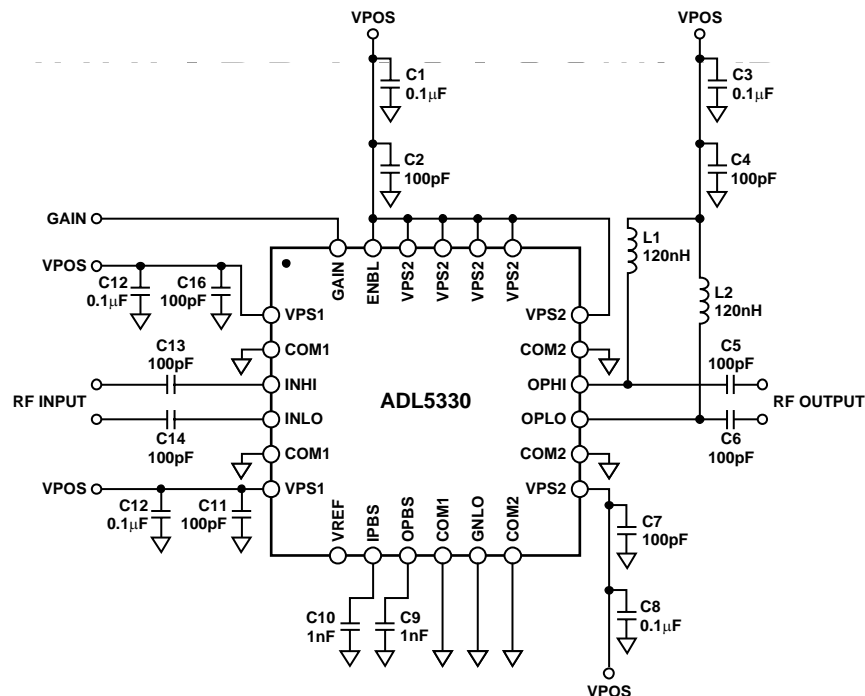 VPOS
VPOS
C1
0.1µF
C3
0.1µF
C2
100pF
C4
100pF
GAIN
L1
120nH
VPOS
C12
0.1µF
C16
100pF
GAIN
ENBL
VPS2
VPS2
VPS2
VPS2
L2
120nH
VPS1
VPS2
C13
100pF
COM1
COM2
C5
100pF
RF INPUT
INHI
ADL5330
OPHI
RF OUTPUT
INLO
OPLO
C14
100pF
C6
100pF
COM1
COM2
VPOS
VPS1
VPS2
C12
0.1µF
C11
100pF
VREF
IPBS
OPBS
COM1
GNLO
COM2
C7
100pF
C10
1nF
C9
1nF
C8
0.1µF
VPOS